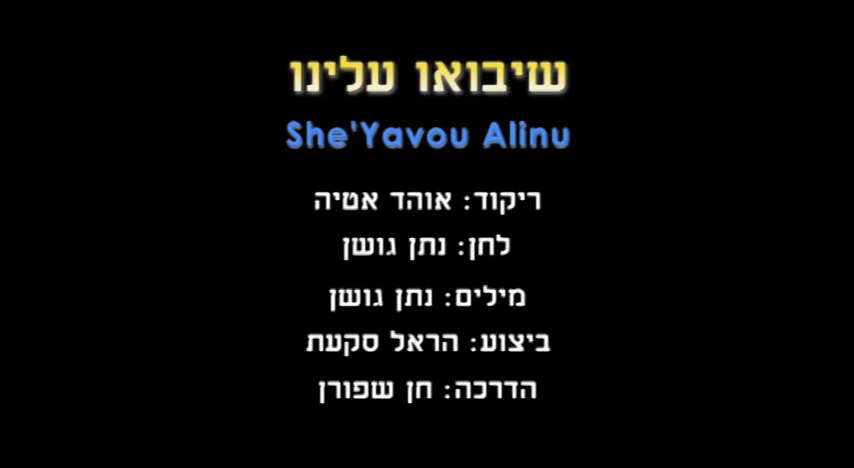 שיבואו עלינו
She'Yavou Alinu
ריקוד: אוהד אטיה
לחן: נתן גושן
מילים: נתן גושן
ביצוע: הראל סקעת
הדרכה: חן שפורן